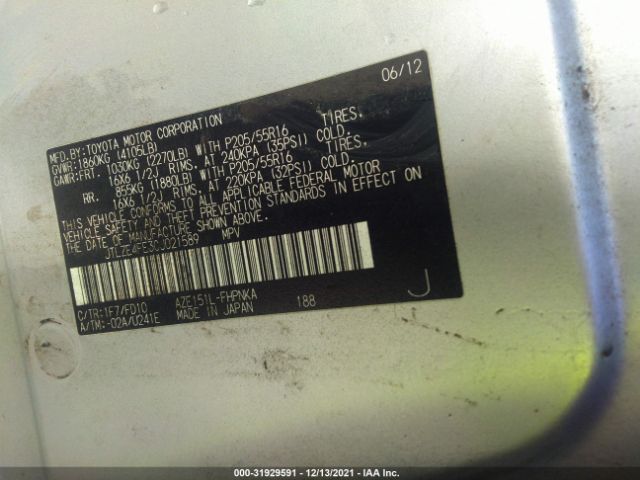 06/12
MFD.BY:TOYOTA MOTOR CORPORATION
GVWR:1860KG (4105LB)
GAWR:FRT. 1030KG (2270LB) WITH P205/55R16 TIRES.
16X6 1/2J RIMS. AT 240KPA (35PSI) COLD.
RR. 855KG (1880LB) WITH P205/55R16 TIRES.
16X6 1/2J RIMS. AT 220KPA (32PSI) COLD.
THIS VEHICLE CONFORMS TO ALL APPLICABLE FEDERAL MOTOR
VEHICLE SAFETY AND THEFT PREVENTION STANDARDS IN EFFECT ON
THE DATE OF MANUFACTURE SHOWN ABOVE.
JTLZE4FE3CJ021589 MPV
C/TR:1F7/FD10 AZE151L-FHPNKA 188
A/TM:-02A/U241E MADE IN JAPAN
J
000-31929591 - 12/13/2021 - IAAI.com